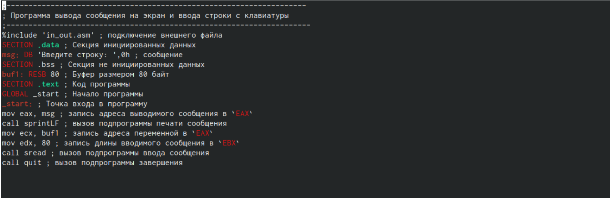 ;--------------------------------------------------------------------
; Программа вывода сообщения на экран и ввода строки с клавиатуры
;---------------------------------------------------------------------
%include 'in_out.asm' ; подключение внешнего файла
SECTION .data ; Секция инициированных данных
msg: DB 'Введите строку: ',0h ; сообщение
SECTION .bss ; Секция не инициированных данных
buf1: RESB 80 ; Буфер размером 80 байт
SECTION .text ; Код программы
GLOBAL _start ; Начало программы
_start: ; Точка входа в программу
mov eax, msg ; запись адреса выводимого сообщения в `EAX`
call sprintLF ; вызов подпрограммы печати сообщения
mov ecx, buf1 ; запись адреса переменной в `EAX`
mov edx, 80 ; запись длины вводимого сообщения в `EBX`
call sread ; вызов подпрограммы ввода сообщения
call quit ; вызов подпрограммы завершения